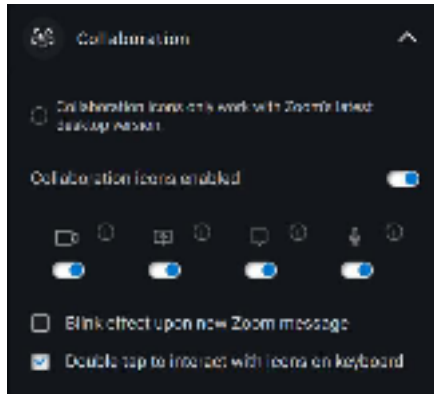 Collaboration
Collaboration icons only work with Zoom's latest
desktop version.
Collaboration icons enabled
Blink effect upon new Zoom message
Double tap to interact with icons on keyboard